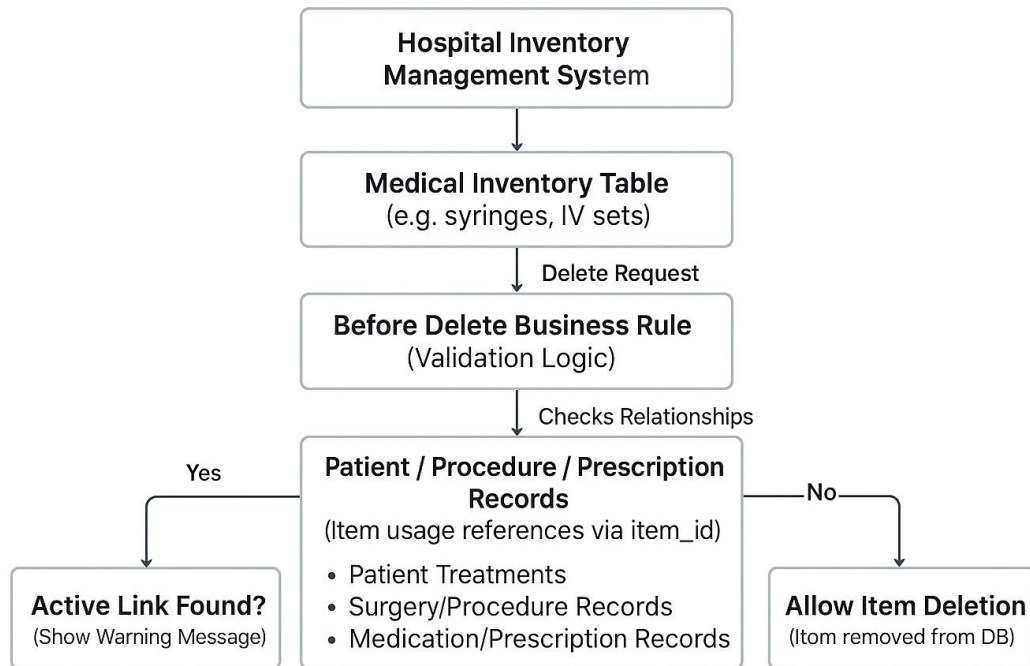 Hospital Inventory
Management System
Medical Inventory Table
(e.g. syringes, IV sets)
Delete Request
Before Delete Business Rule
(Validation Logic)
Checks Relationships
Patient / Procedure / Prescription
Records
(Item usage references via item_id)
• Patient Treatments
• Surgery/Procedure Records
• Medication/Prescription Records
Yes
Active Link Found?
(Show Warning Message)
No
Allow Item Deletion
(Itom removed from DB)